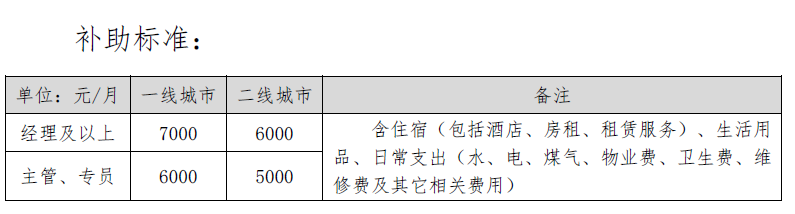 补助标准：
单位：元/月 一线城市 二线城市 备注
经理及以上 7000 6000
主管、专员 6000 5000
含住宿（包括酒店、房租、租赁服务）、生活用
品、日常支出（水、电、煤气、物业费、卫生费、维
修费及其它相关费用）